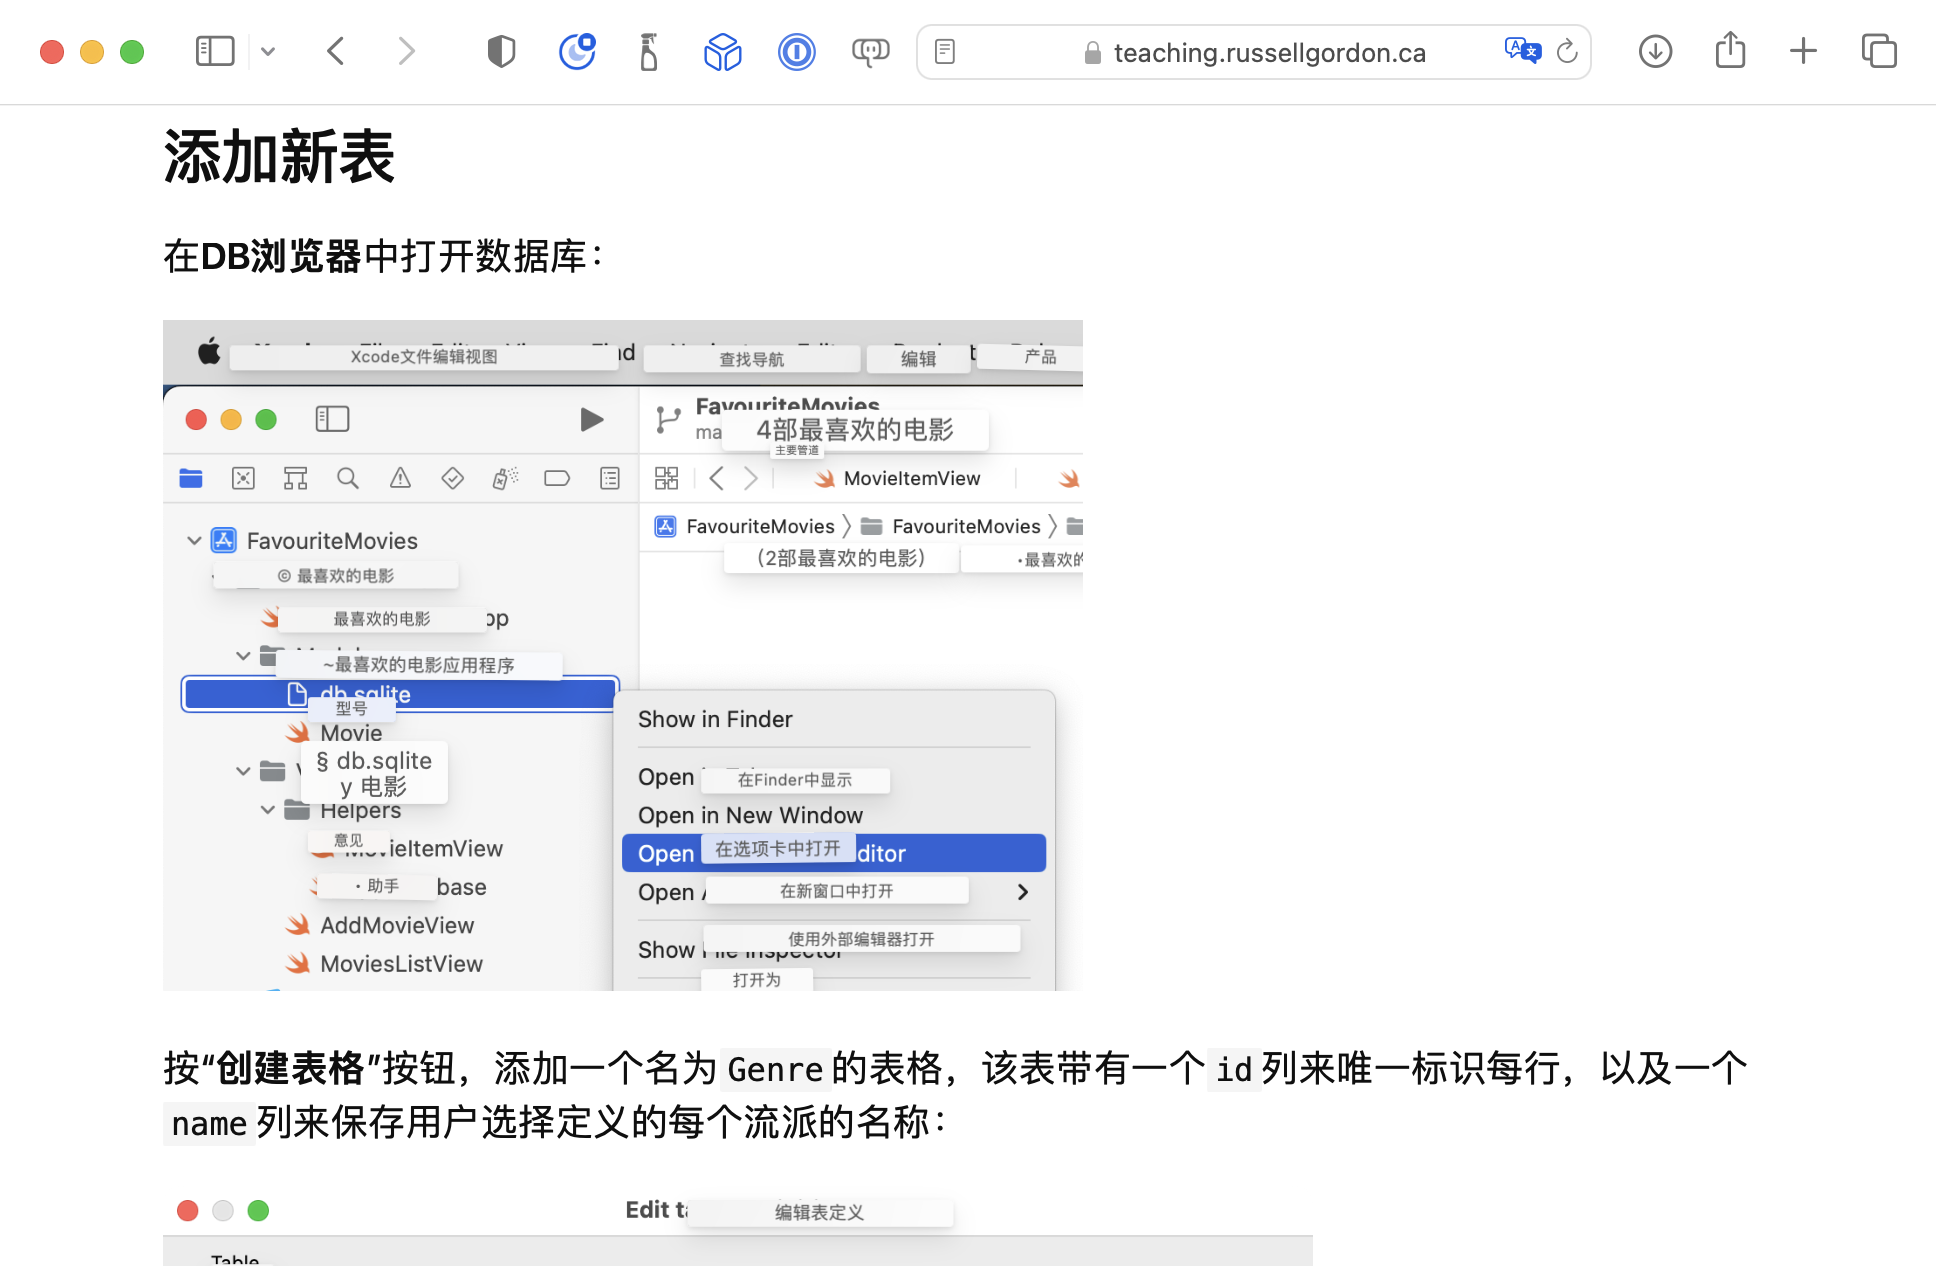 teaching.russellgordon.ca
添加新表
在DB浏览器中打开数据库：
Xcode文件编辑视图
查找导航
编辑
产品
FavouriteMovies
4部最喜欢的电影
主要管道
MovieItemView
FavouriteMovies
FavouriteMovies
FavouriteMovies
（2部最喜欢的电影）
•最喜欢的
© 最喜欢的电影
最喜欢的电影
~最喜欢的电影应用程序
db.sqlite
型号
Movie
§ db.sqlite
y 电影
Helpers
意见
MovieItemView
• 助手
base
AddMovieView
MoviesListView
Show in Finder
Open
在Finder中显示
Open in New Window
Open
在选项卡中打开
ditor
Open
在新窗口中打开
使用外部编辑器打开
Show File Inspector
打开为
按“创建表格”按钮，添加一个名为 Genre 的表格，该表带有一个 id 列来唯一标识每行，以及一个
name 列来保存用户选择定义的每个流派的名称：
Edit
编辑表定义
Table